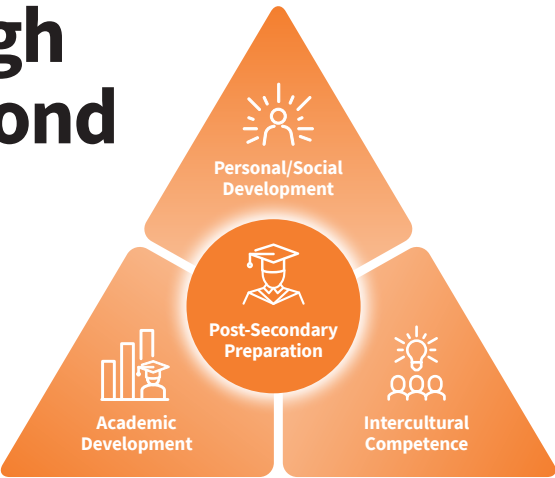 gh
ond
Personal/Social
Development
Post-Secondary
Preparation
Academic
Development
Intercultural
Competence